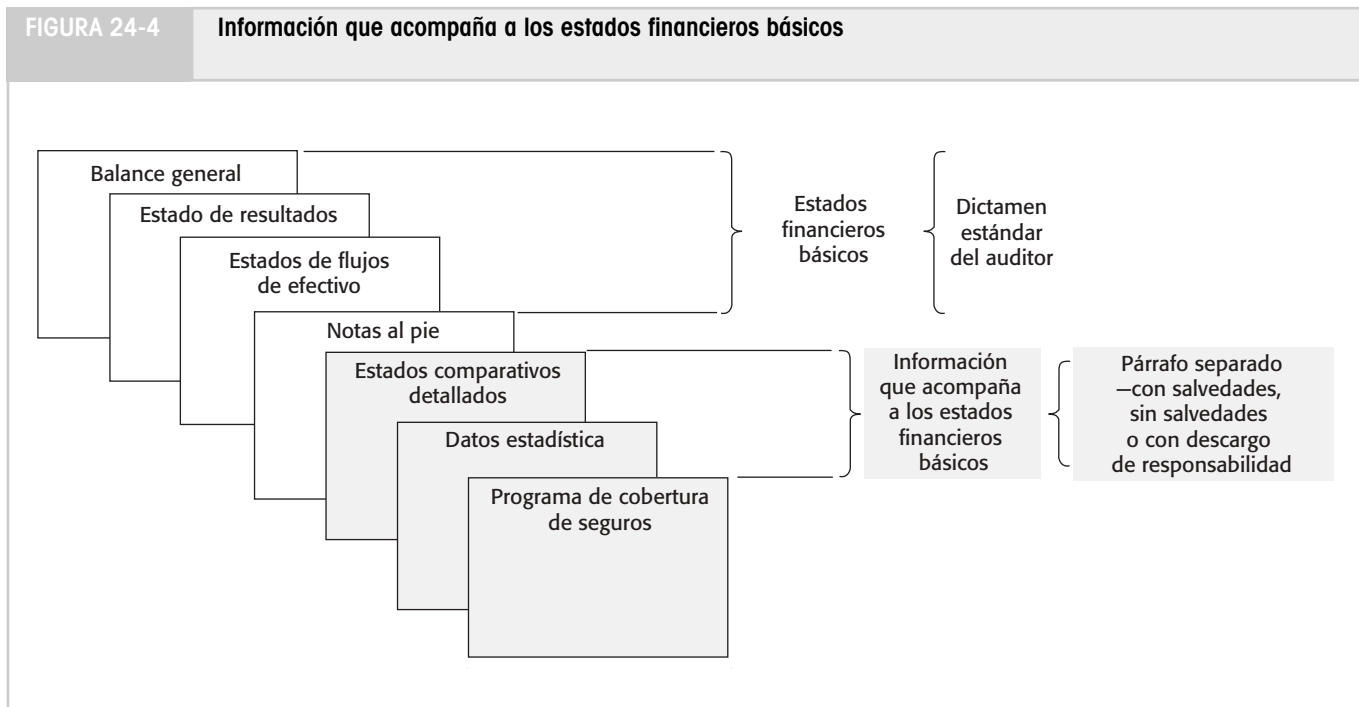 FIGURA 24-4
Información que acompaña a los estados financieros básicos
Balance general
Estado de resultados
Estados de flujos
de efectivo
Notas al pie
Estados comparativos
detallados
Datos estadística
Programa de cobertura
de seguros
Estados
financieros
básicos
Dictamen
estándar
del auditor
Información
que acompaña
a los estados
financieros
básicos
Párrafo separado
—con salvedades,
sin salvedades
o con descargo
de responsabilidad